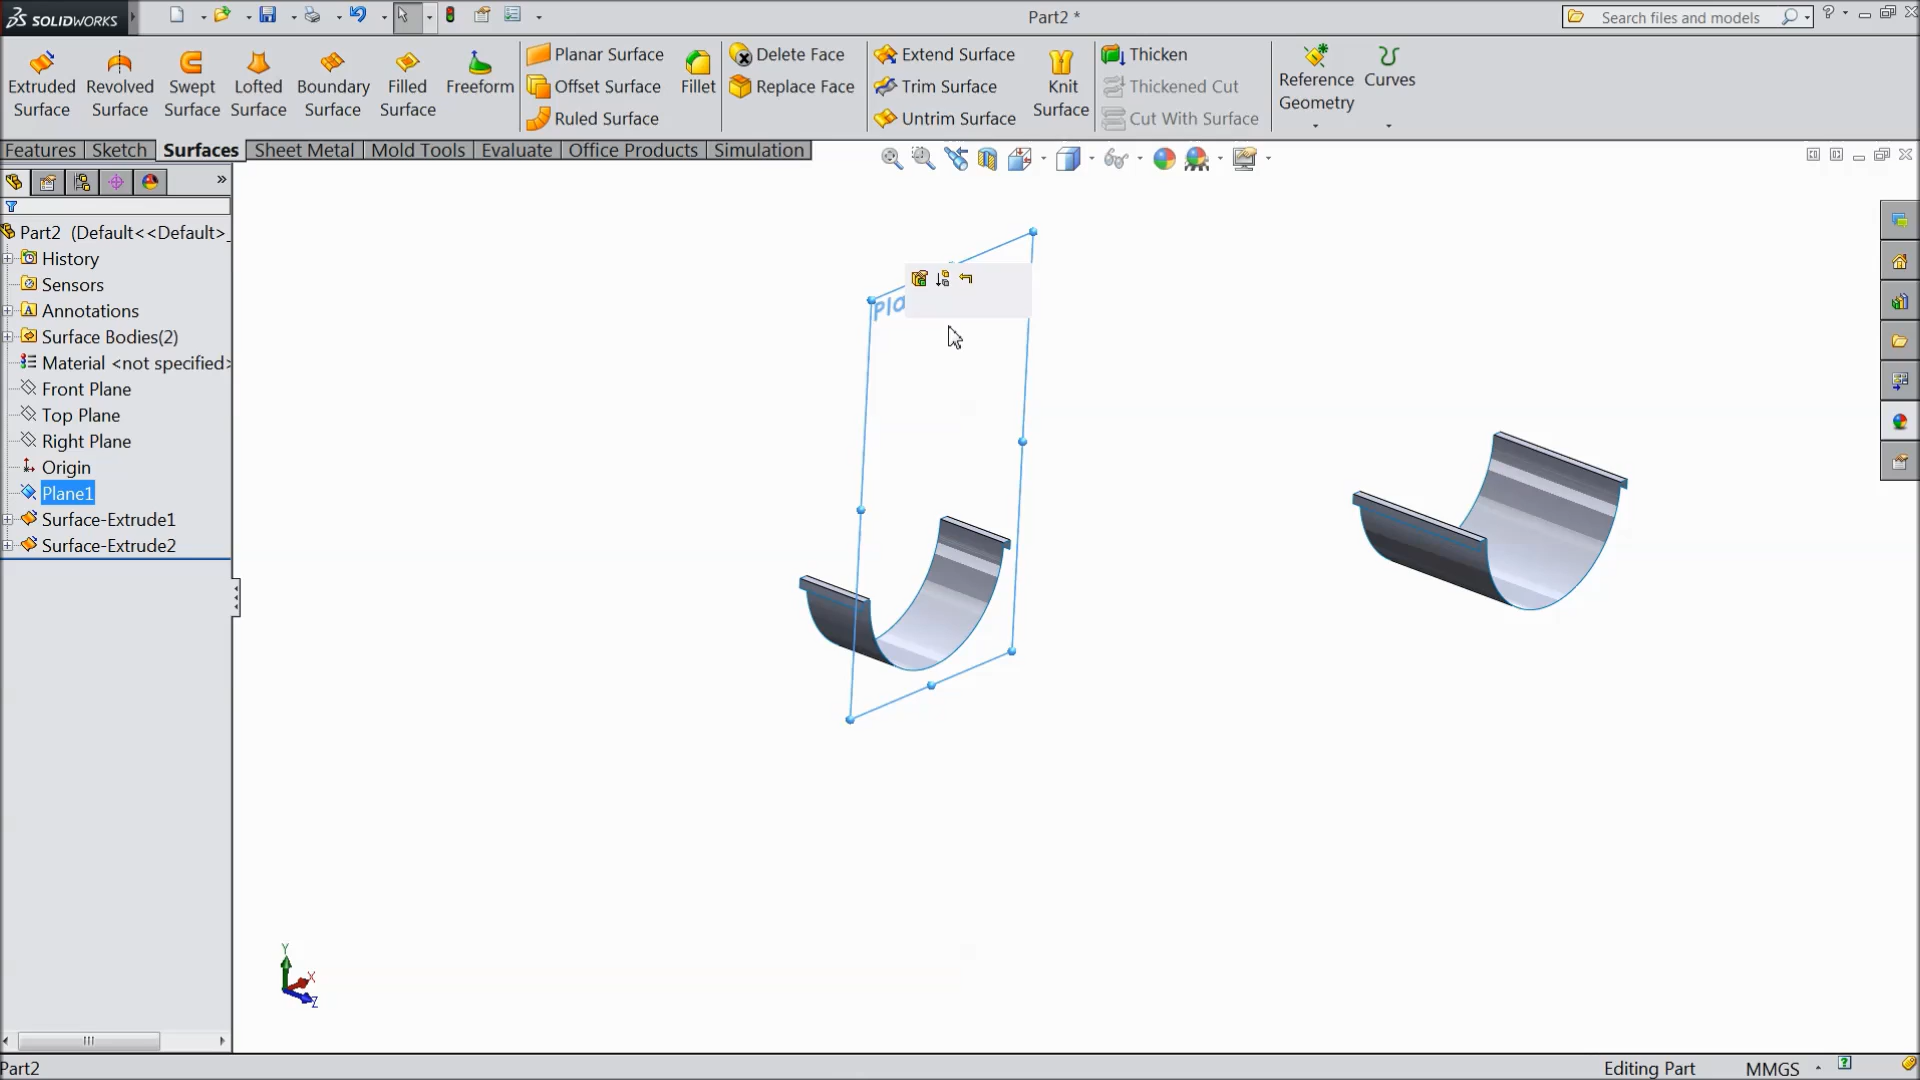 SOLIDWORKS
Part2 *
Search files and models
?
Extruded Surface
Revolved Surface
Swept Surface
Lofted Surface
Boundary Surface
Filled Surface
Freeform
Planar Surface
Offset Surface
Ruled Surface
Fillet
Delete Face
Replace Face
Extend Surface
Trim Surface
Untrim Surface
Knit Surface
Thicken
Thickened Cut
Cut With Surface
Reference Geometry
Curves
Features
Sketch
Surfaces
Sheet Metal
Mold Tools
Evaluate
Office Products
Simulation
Part2 (Default<<Default>_
History
Sensors
Annotations
Surface Bodies(2)
Material <not specified>
Front Plane
Top Plane
Right Plane
Origin
Plane1
Surface-Extrude1
Surface-Extrude2
Y
X
Z
Part2
Editing Part
MMGS
?